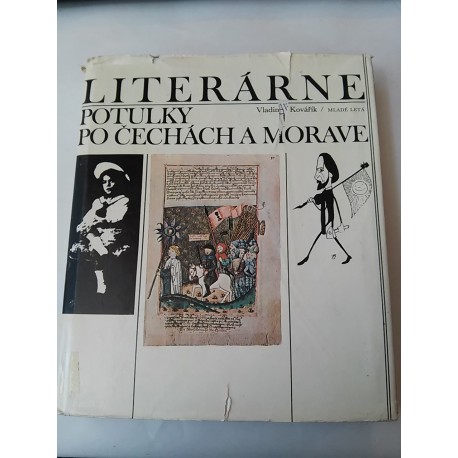 LITERÁRNE
POTULKY
Vladimír Kovářík / MLADÉ LETÁ
PO ČECHÁCH A MORAVE